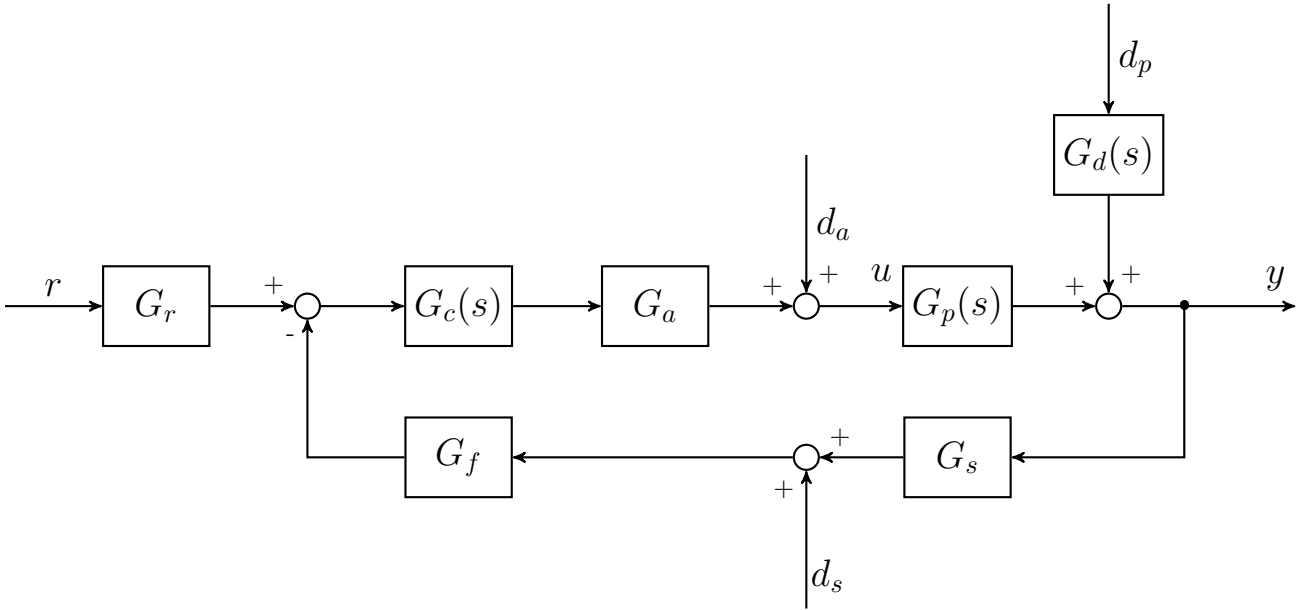 d_p
G_d(s)
d_a
r
G_r
+
-
G_c(s)
G_a
+
+
u
G_p(s)
+
+
y
G_f
+
+
G_s
d_s